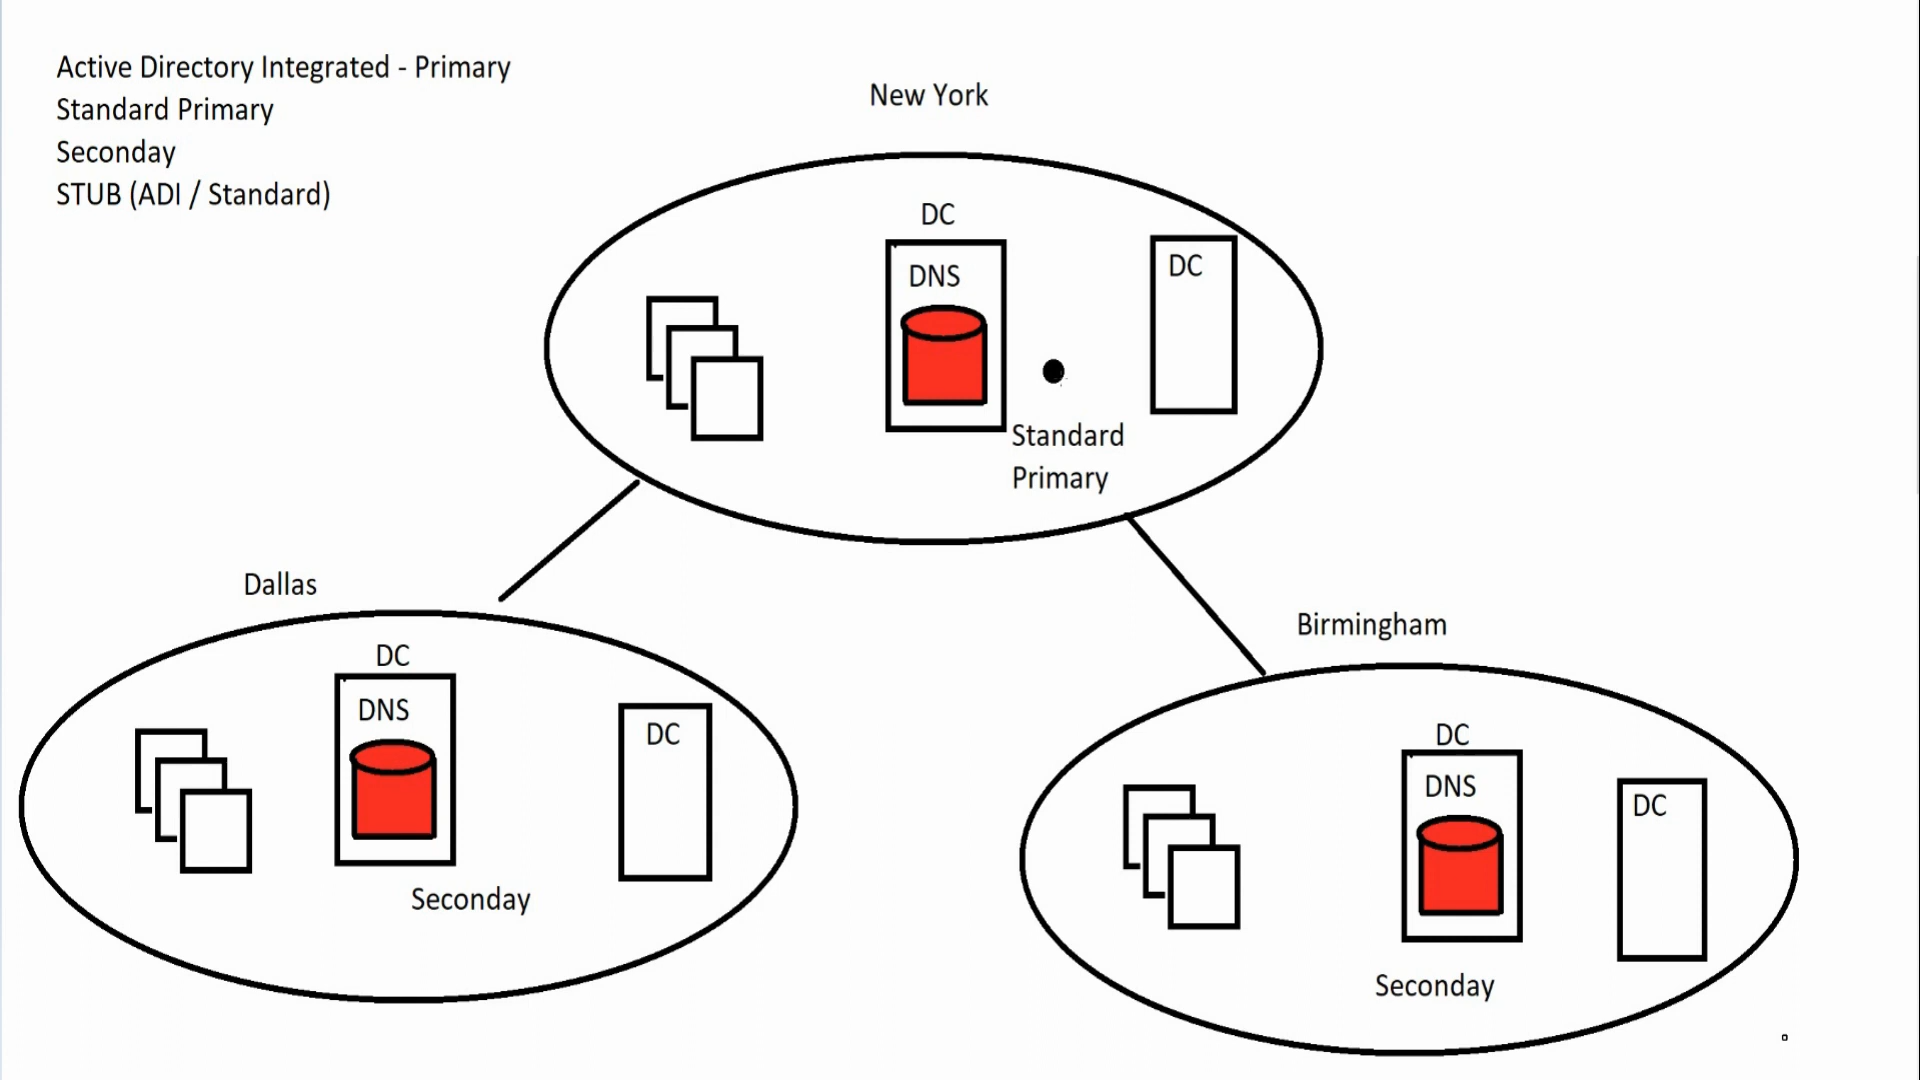 Active Directory Integrated - Primary
Standard Primary
Seconday
STUB (ADI / Standard)
New York
DC
DNS
DC
Standard
Primary
Dallas
DC
DNS
DC
Seconday
Birmingham
DC
DNS
DC
Seconday